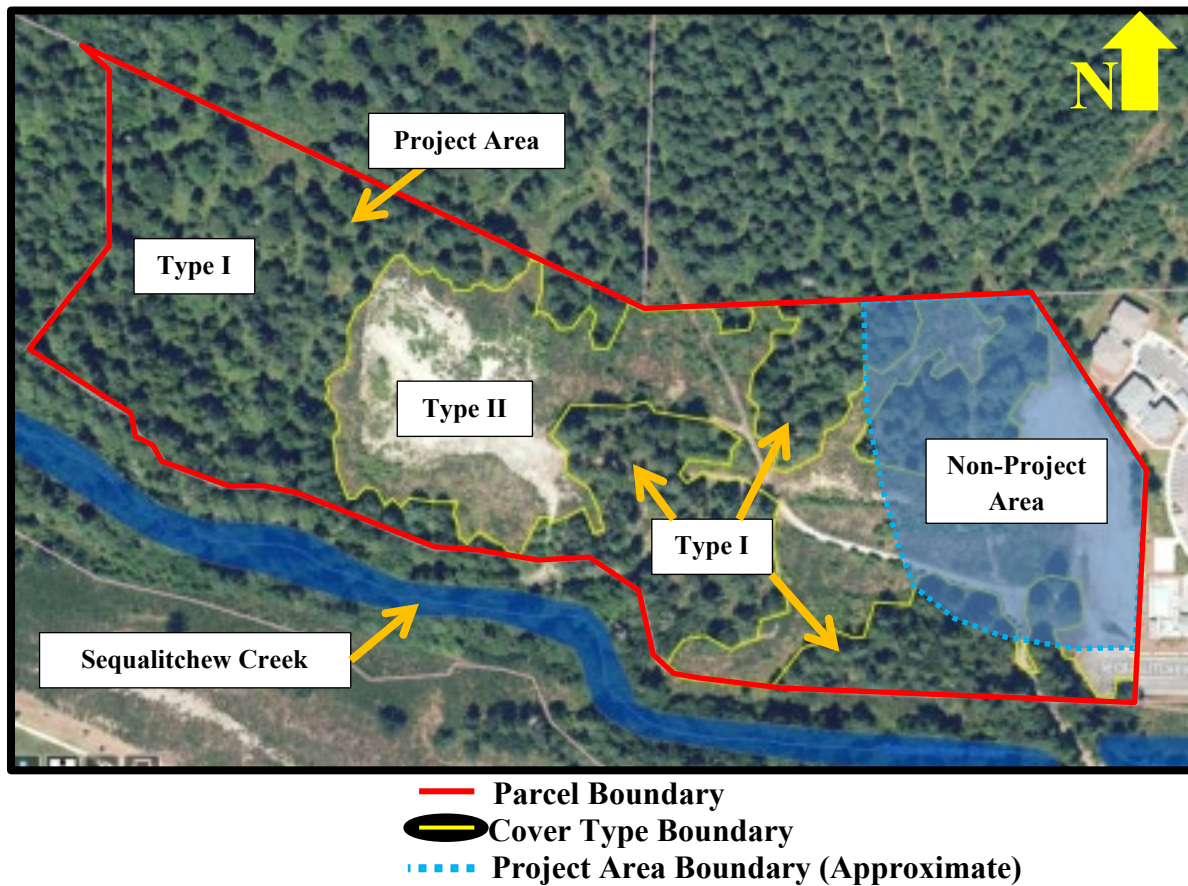 N
Project Area
Type I
Type II
Non-Project
Area
Type I
Sequalitchew Creek
Parcel Boundary
Cover Type Boundary
Project Area Boundary (Approximate)